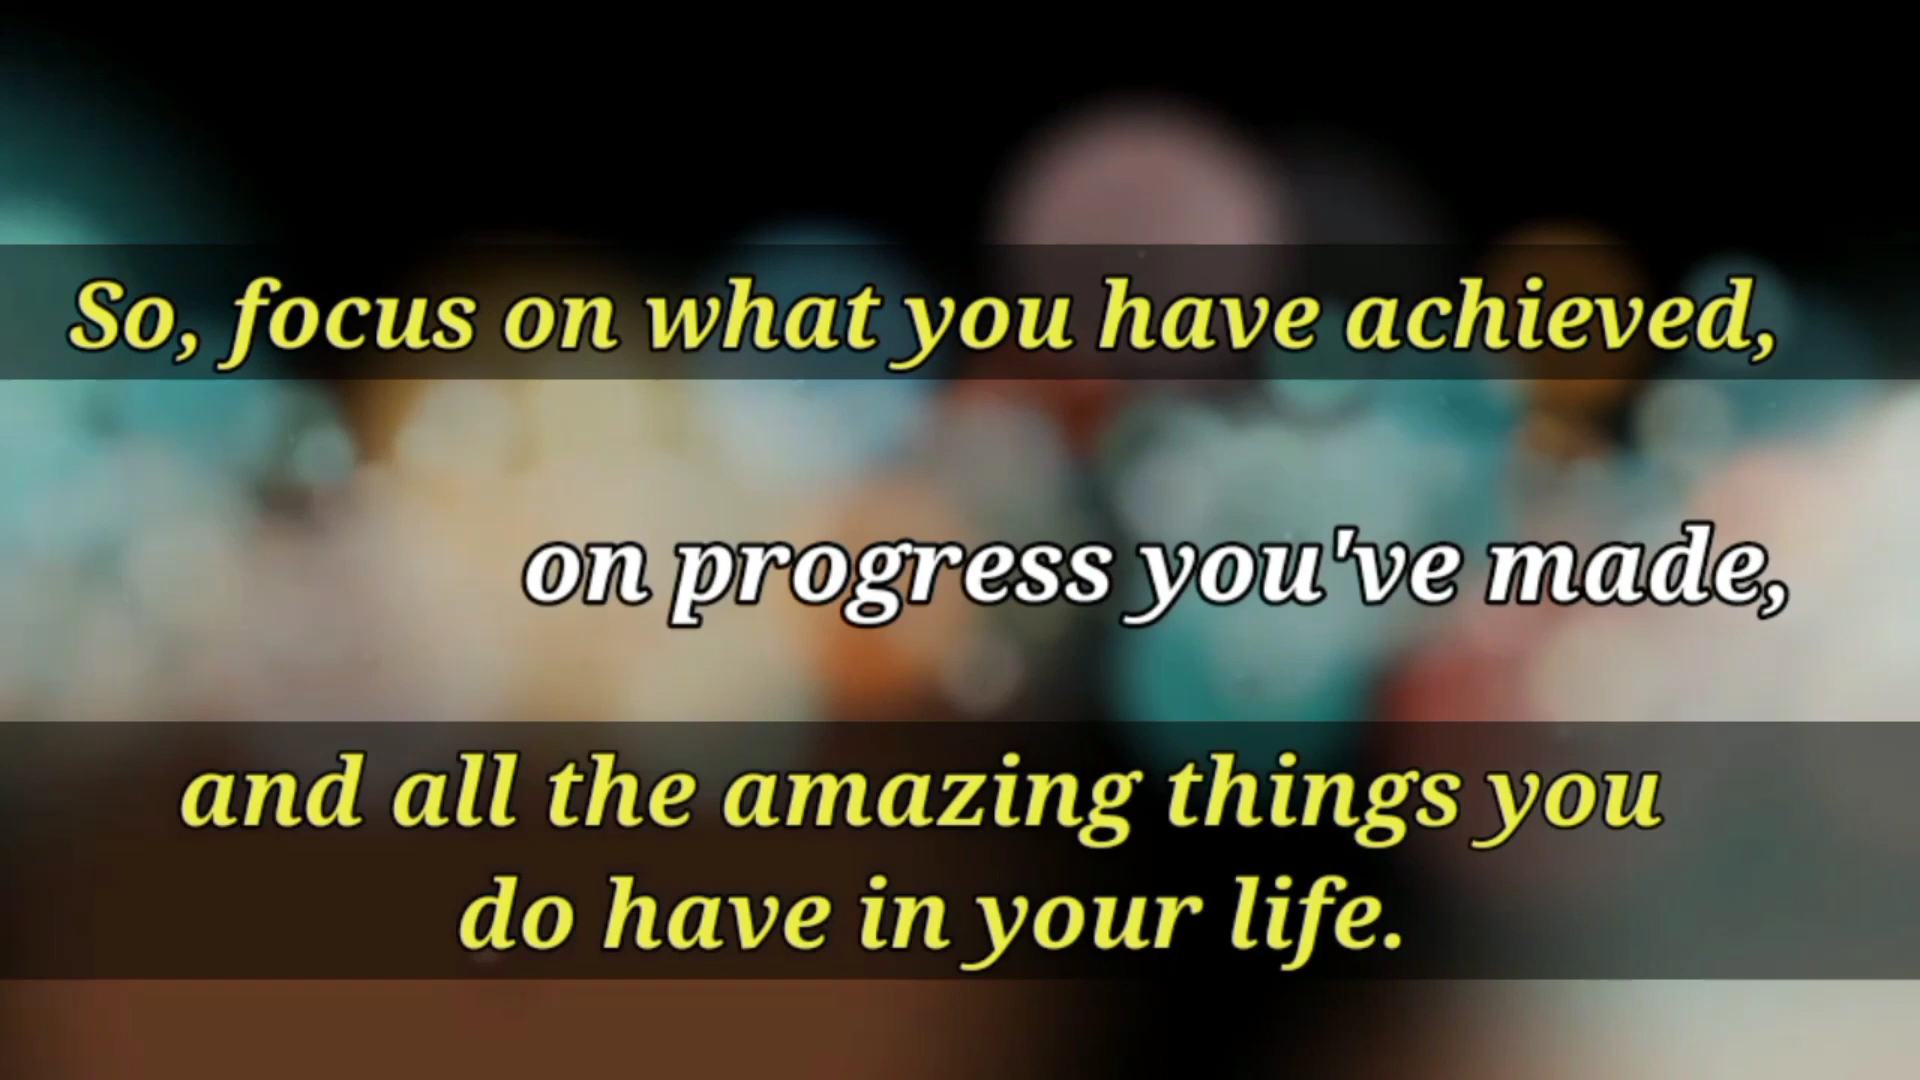 So, focus on what you have achieved,
on progress you've made,
and all the amazing things you
do have in your life.